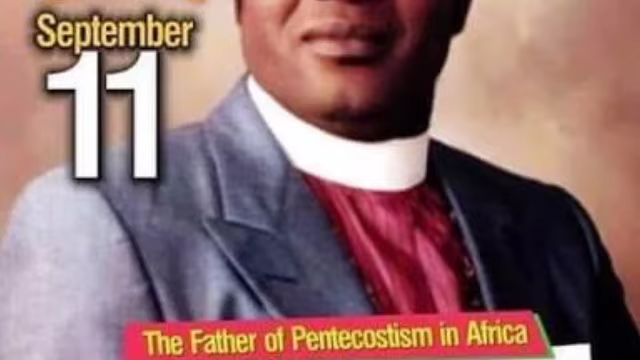 September
11
The Father of Pentecostism in Africa